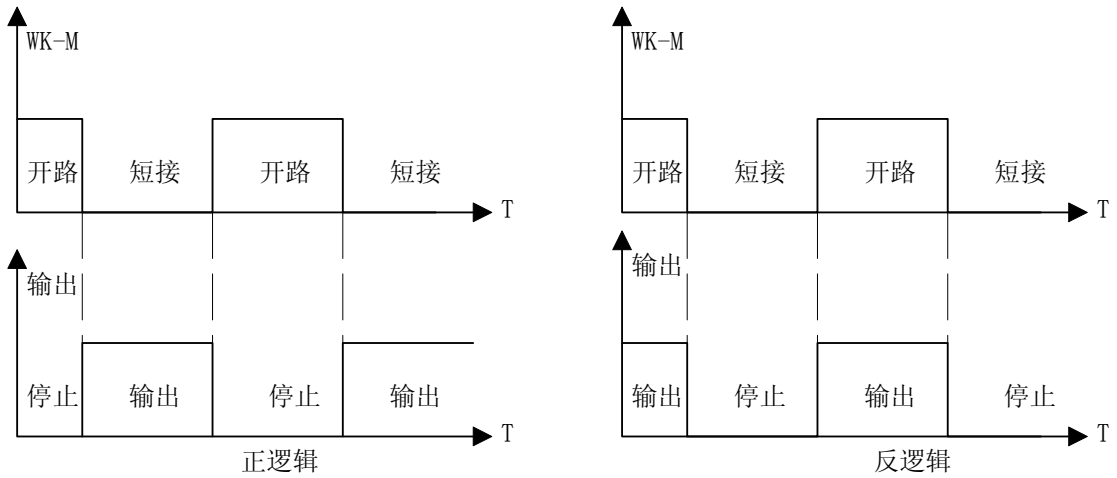 WK-M
开路 短接 开路 短接
T
输出
停止 输出 停止 输出
T
正逻辑
WK-M
开路 短接 开路 短接
T
输出
输出 停止 输出 停止
T
反逻辑